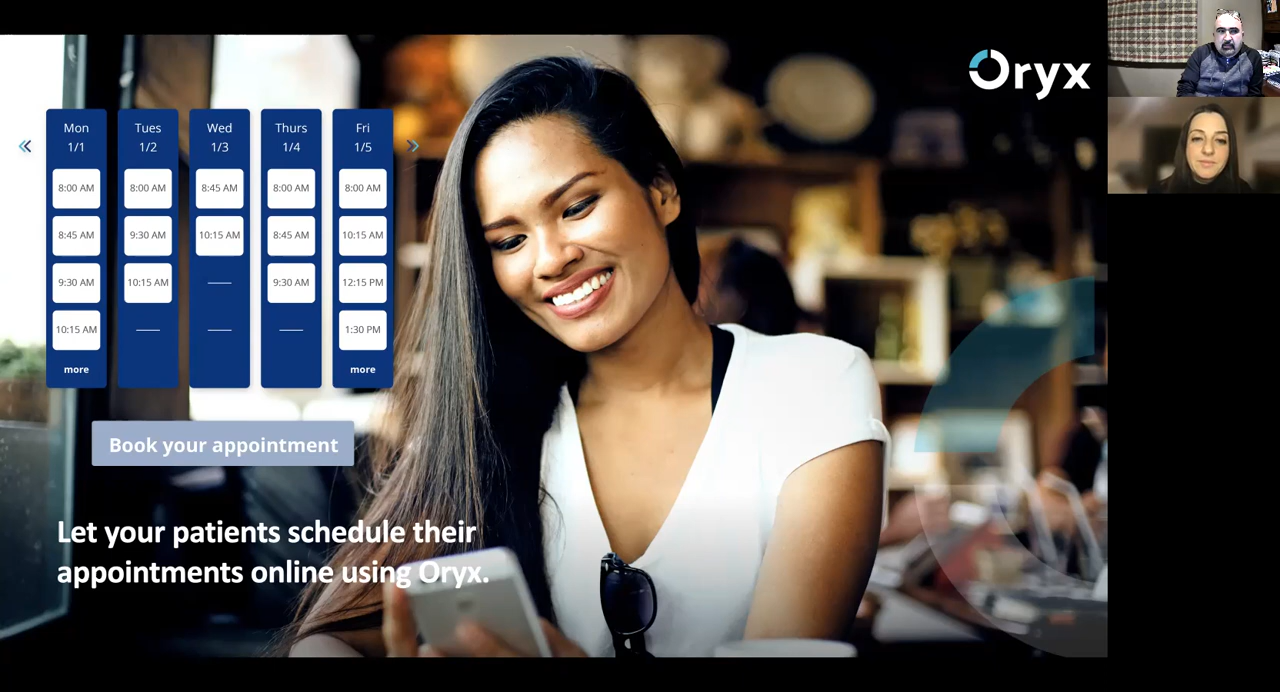 Oryx
Mon
1/1
8:00 AM
8:45 AM
9:30 AM
10:15 AM
more
Tues
1/2
8:00 AM
9:30 AM
10:15 AM
Wed
1/3
8:45 AM
10:15 AM
Thurs
1/4
8:00 AM
8:45 AM
9:30 AM
Fri
1/5
8:00 AM
10:15 AM
12:15 PM
1:30 PM
more
Book your appointment
Let your patients schedule their
appointments online using Oryx.